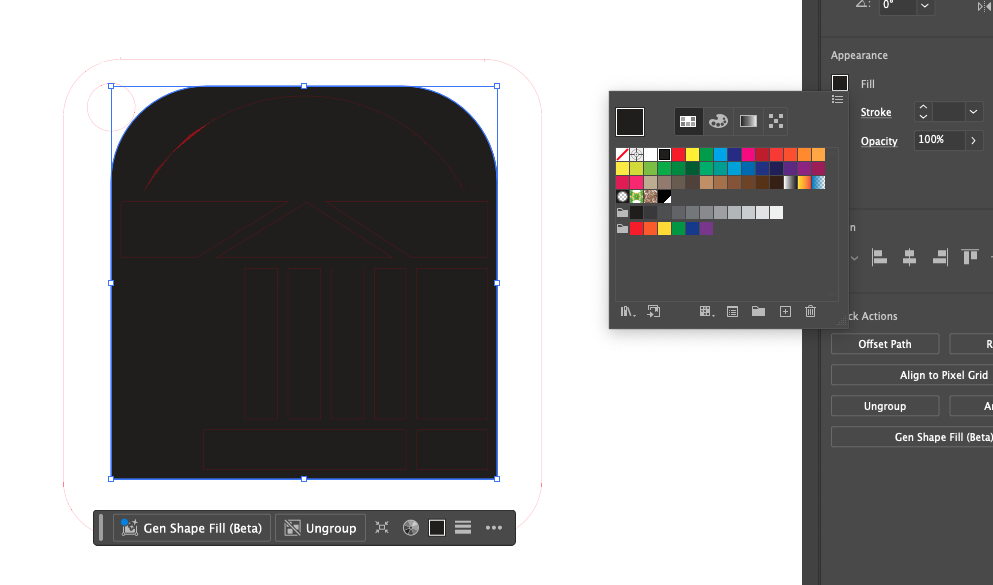 0°
Appearance
Fill
Stroke
Opacity
100%
n
ck Actions
Offset Path
R
Align to Pixel Grid
Ungroup
Ar
Gen Shape Fill (Beta)
Gen Shape Fill (Beta)
Ungroup